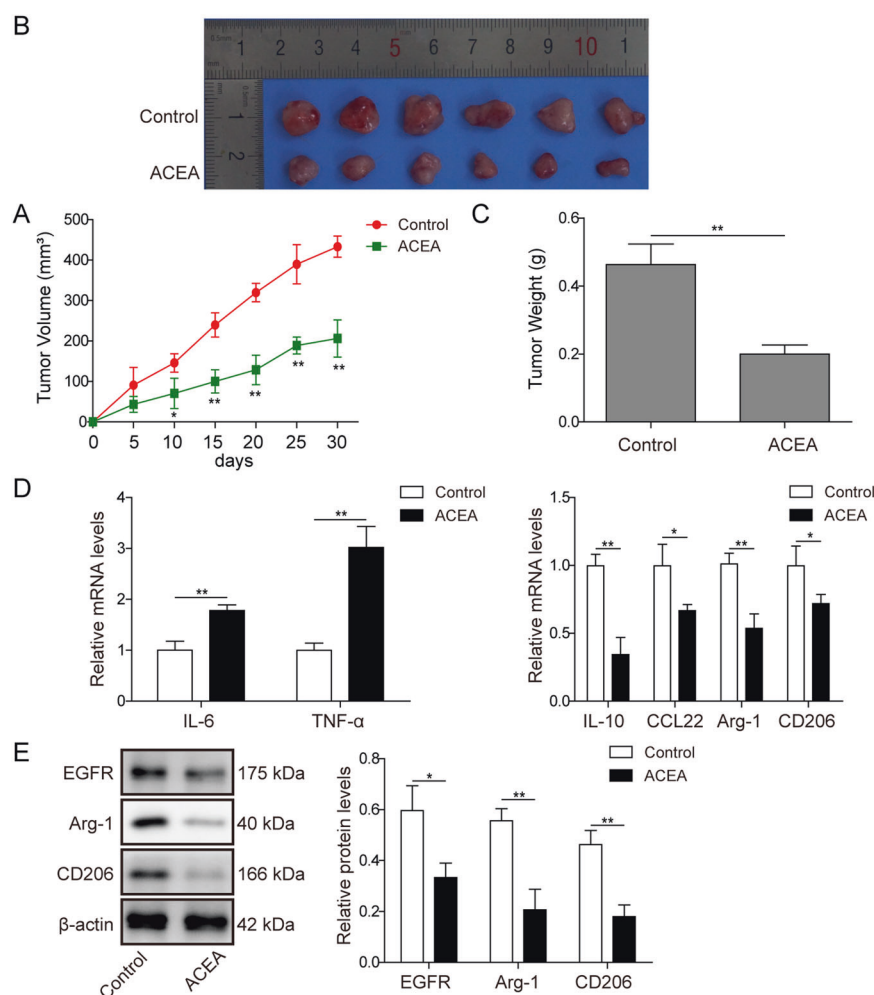 B
1 2 3 4 5 6 7 8 9 10 1
Control
1
ACEA
2
A
Control
ACEA
Tumor Volume (mm³)
500
400
300
200
100
0
0 5 10 15 20 25 30
* ** ** ** **
days
C
Tumor Weight (g)
0.6
0.4
0.2
0.0
**
Control ACEA
D
Control
ACEA
Relative mRNA levels
4
3
2
1
0
** **
IL-6 TNF-α
Control
ACEA
Relative mRNA levels
1.5
1.0
0.5
0.0
** * ** *
IL-10 CCL22 Arg-1 CD206
E
EGFR 175 kDa
Arg-1 40 kDa
CD206 166 kDa
β-actin 42 kDa
Control ACEA
Control
ACEA
Relative protein levels
0.8
0.6
0.4
0.2
0.0
* ** **
EGFR Arg-1 CD206